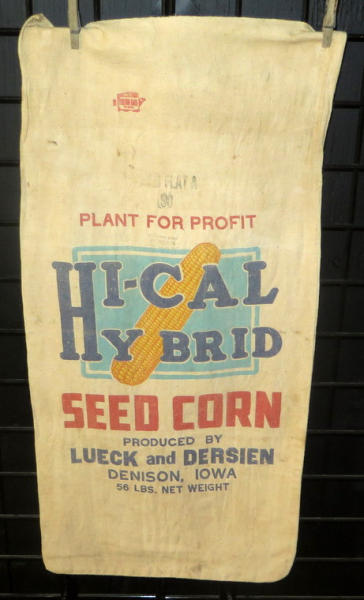 FLAT A
PLANT FOR PROFIT
HI-CAL
HYBRID
SEED CORN
PRODUCED BY
LUECK and DERSIEN
DENISON, IOWA
56 LBS. NET WEIGHT